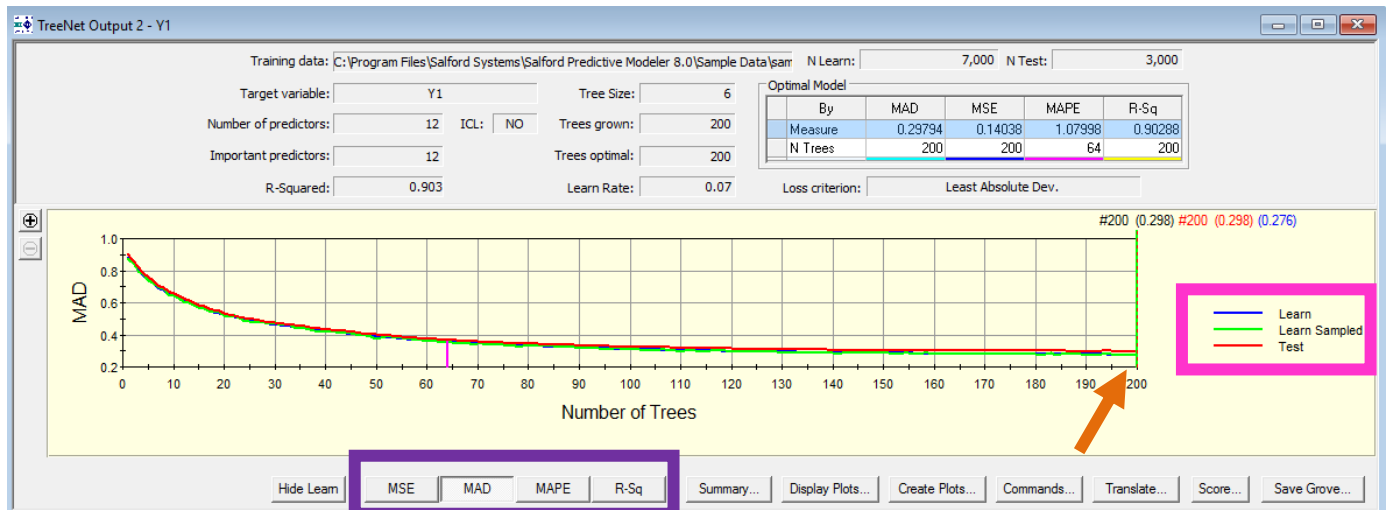 TreeNet Output 2 - Y1
Training data: C:\Program Files\Salford Systems\Salford Predictive Modeler 8.0\Sample Data\sam N Learn: 7,000 N Test: 3,000
Target variable: Y1 Tree Size: 6
Number of predictors: 12 ICL: NO Trees grown: 200
Important predictors: 12 Trees optimal: 200
R-Squared: 0.903 Learn Rate: 0.07 Loss criterion: Least Absolute Dev.
Optimal Model
By MAD MSE MAPE R-Sq
Measure 0.29794 0.14038 1.07998 0.90288
N Trees 200 200 64 200
#200 (0.298) #200 (0.298) (0.276)
MAD
1.0
0.8
0.6
0.4
0.2
0 10 20 30 40 50 60 70 80 90 100 110 120 130 140 150 160 170 180 190 200
Number of Trees
Learn
Learn Sampled
Test
Hide Learn MSE MAD MAPE R-Sq Summary... Display Plots... Create Plots... Commands... Translate... Score... Save Grove...